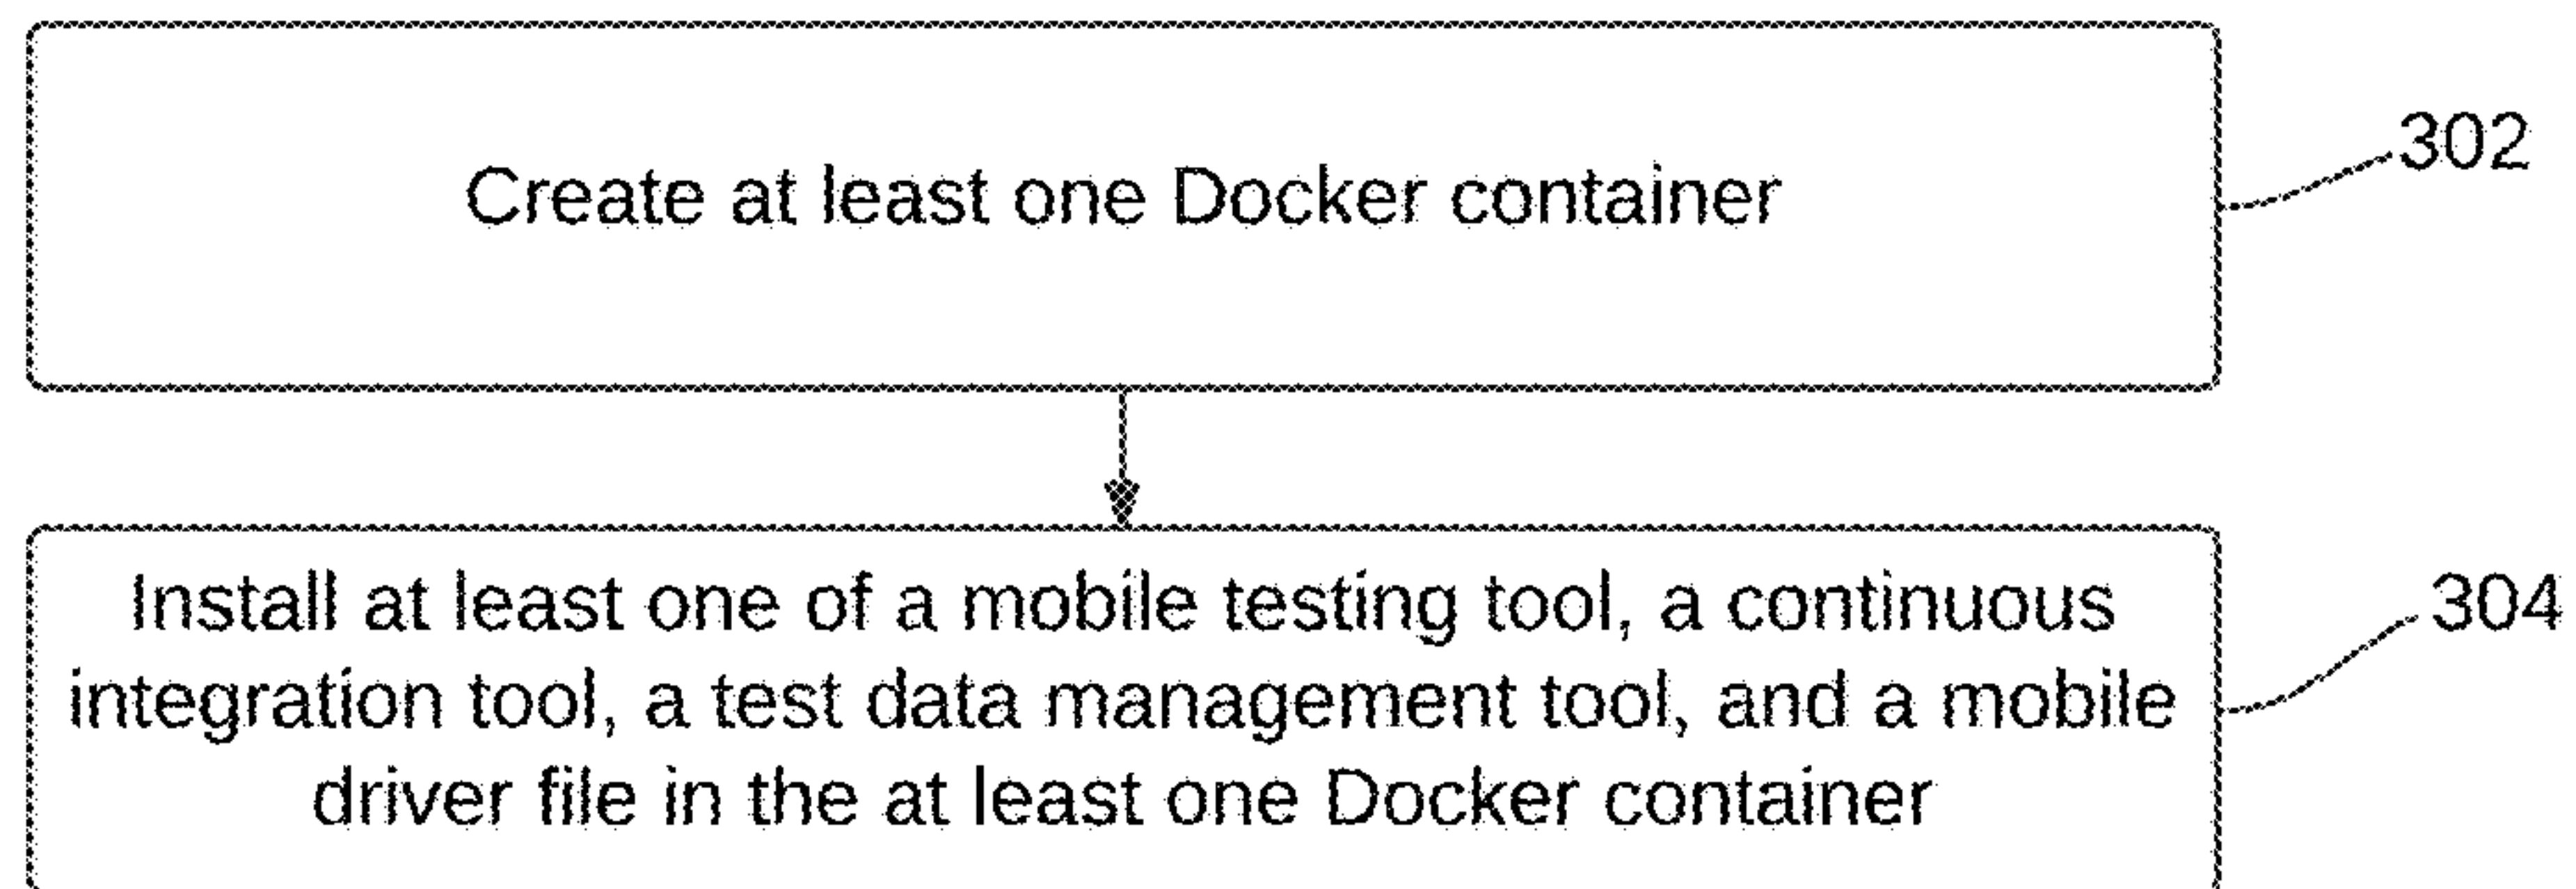 Create at least one Docker container
302
Install at least one of a mobile testing tool, a continuous
integration tool, a test data management tool, and a mobile
driver file in the at least one Docker container
304